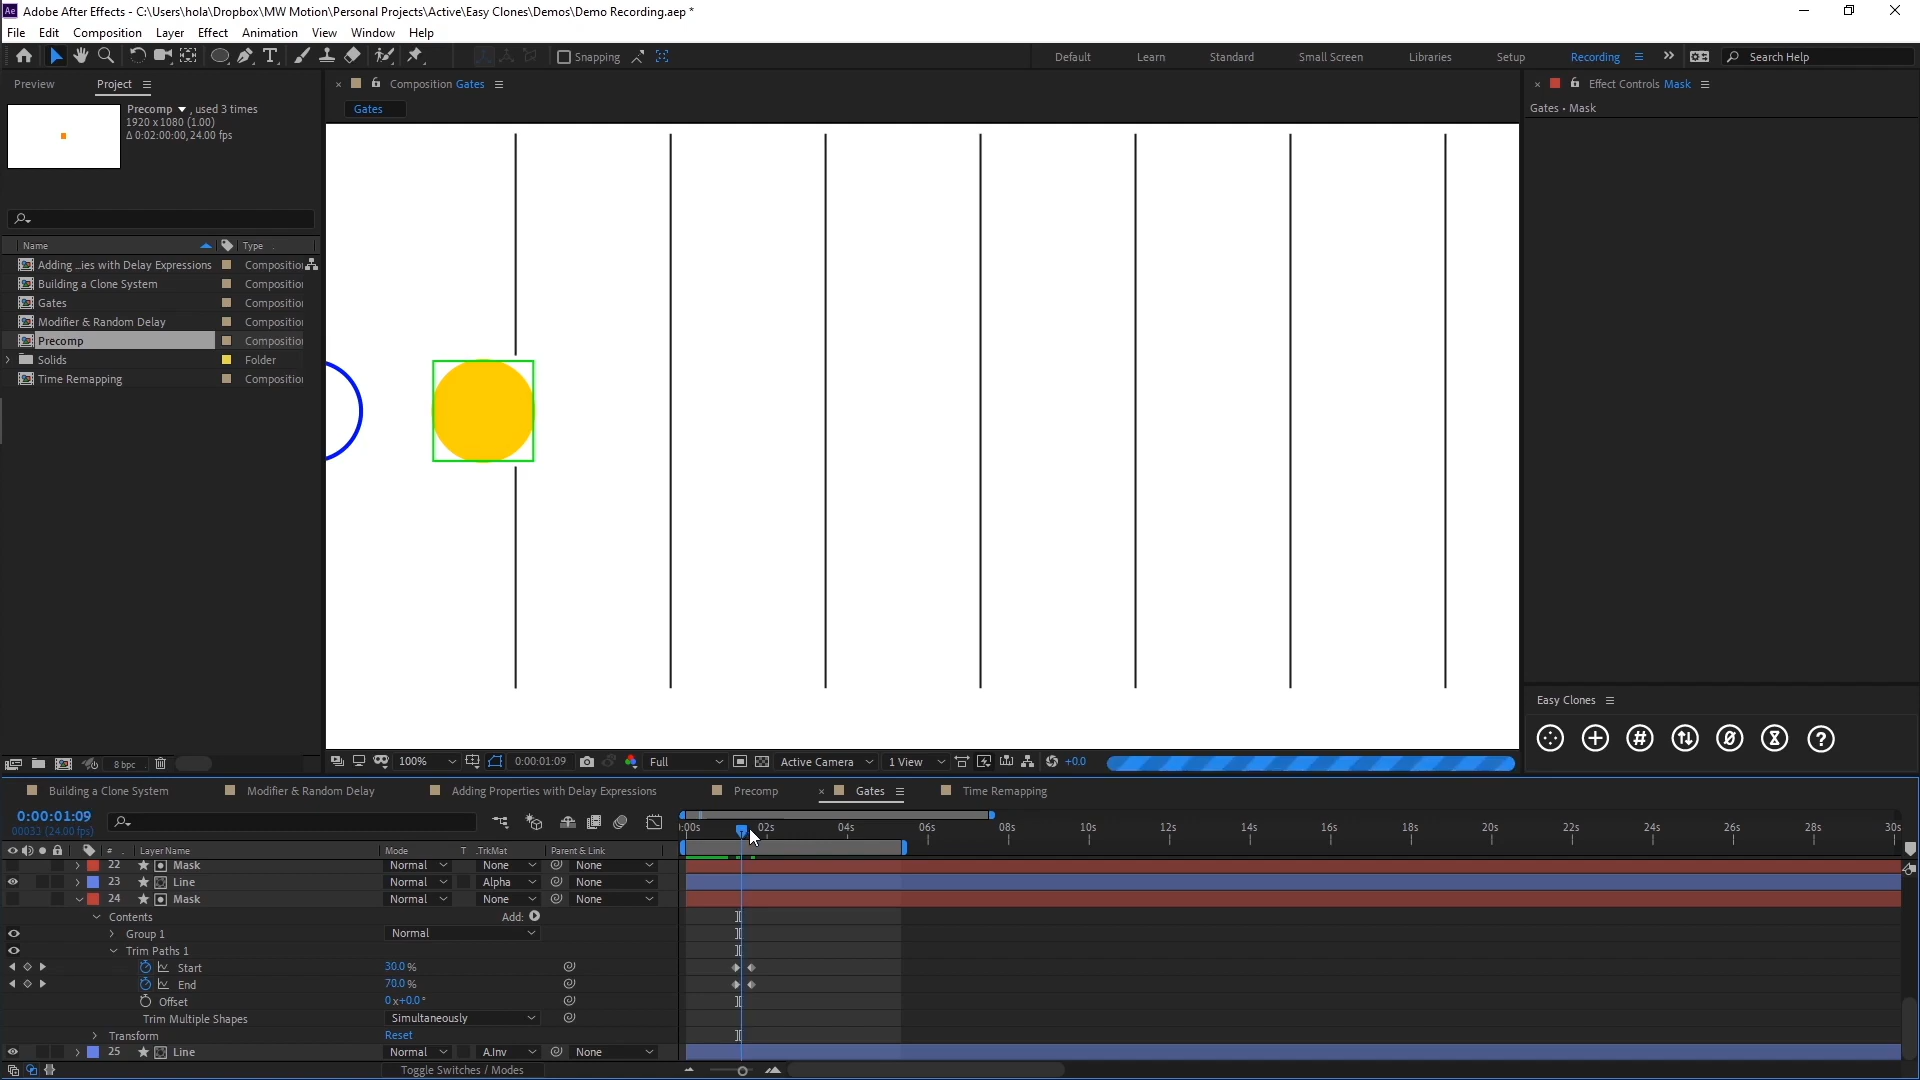 Adobe After Effects - C:\Users\hola\Dropbox\MW Motion\Personal Projects\Active\Easy Clones\Demos\Demo Recording.aep *
File Edit Composition Layer Effect Animation View Window Help
Snapping
Default Learn Standard Small Screen Libraries Setup Recording Search Help
Preview Project
Composition Gates
Effect Controls Mask
Gates
Gates • Mask
Precomp , used 3 times
1920 x 1080 (1.00)
Δ 0:02:00:00, 24.00 fps
Name Type
Adding ...ies with Delay Expressions Compositio
Building a Clone System Compositio
Gates Compositio
Modifier & Random Delay Compositio
Precomp Compositio
Solids Folder
Time Remapping Compositio
Easy Clones
8 bpc
100% 0:00:01:09 Full Active Camera 1 View +0.0
Building a Clone System Modifier & Random Delay Adding Properties with Delay Expressions Precomp Gates Time Remapping
0:00:01:09
00033 (24.00 fps)
:00s 02s 04s 06s 08s 10s 12s 14s 16s 18s 20s 22s 24s 26s 28s 30s
# Layer Name Mode T .TrkMat Parent & Link
22 Mask Normal None None
23 Line Normal Alpha None
24 Mask Normal None None
Contents Add:
Group 1 Normal
Trim Paths 1
Start 30.0 %
End 70.0 %
Offset 0 x +0.0 °
Trim Multiple Shapes Simultaneously
Transform Reset
25 Line Normal A.Inv None
Toggle Switches / Modes